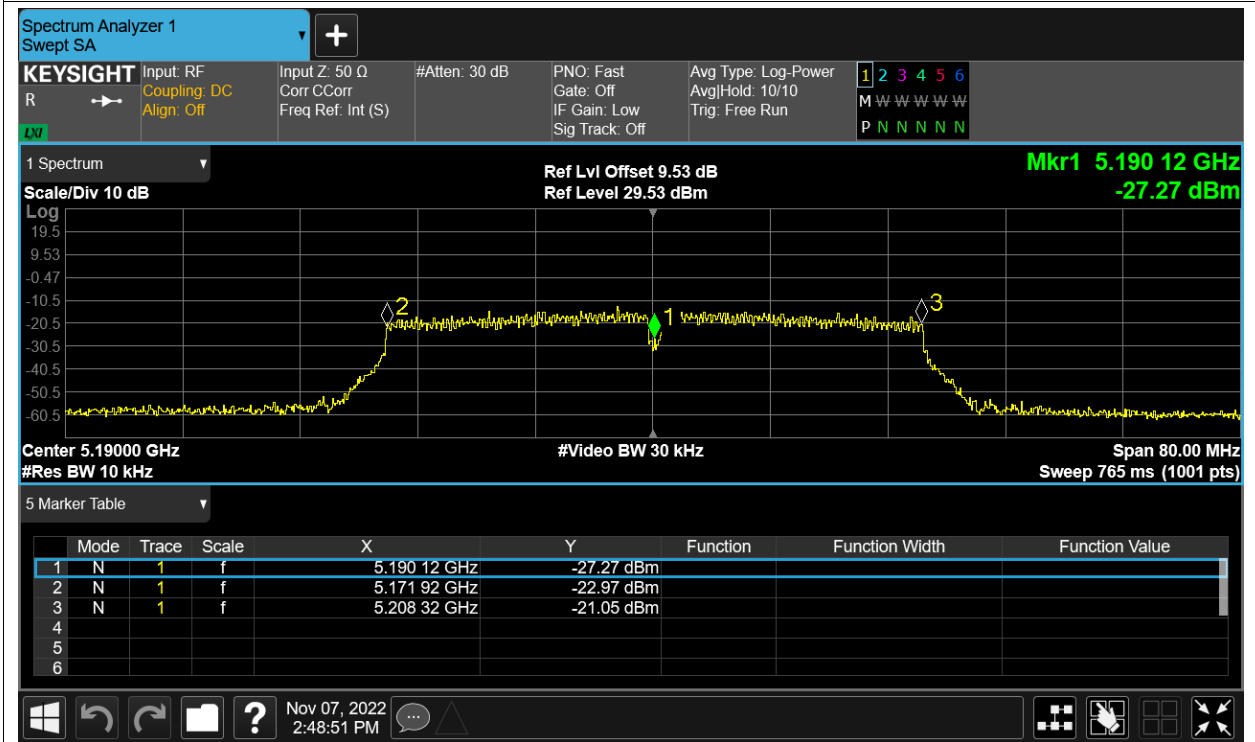 Spectrum Analyzer 1
Swept SA
+
KEYSIGHT
R
LXI
Input: RF
Coupling: DC
Align: Off
Input Z: 50 Ω
Corr CCorr
Freq Ref: Int (S)
#Atten: 30 dB
PNO: Fast
Gate: Off
IF Gain: Low
Sig Track: Off
Avg Type: Log-Power
Avg|Hold: 10/10
Trig: Free Run
1 2 3 4 5 6
M W W W W W
P N N N N N
1 Spectrum
Scale/Div 10 dB
Ref Lvl Offset 9.53 dB
Ref Level 29.53 dBm
Mkr1 5.190 12 GHz
-27.27 dBm
Log
19.5
9.53
-0.47
-10.5
-20.5
-30.5
-40.5
-50.5
-60.5
2
1
3
Center 5.19000 GHz
#Video BW 30 kHz
Span 80.00 MHz
#Res BW 10 kHz
Sweep 765 ms (1001 pts)
5 Marker Table
Mode Trace Scale X Y Function Function Width Function Value
1 N 1 f 5.190 12 GHz -27.27 dBm
2 N 1 f 5.171 92 GHz -22.97 dBm
3 N 1 f 5.208 32 GHz -21.05 dBm
4
5
6
?
Nov 07, 2022
2:48:51 PM